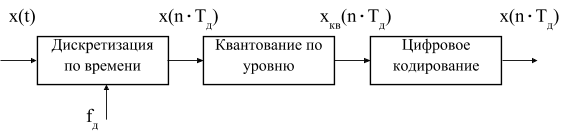 x(t) x(n · Tд) xкв(n · Tд) x(n · Tд)
Дискретизация Квантование по Цифровое
по времени уровню кодирование
fд